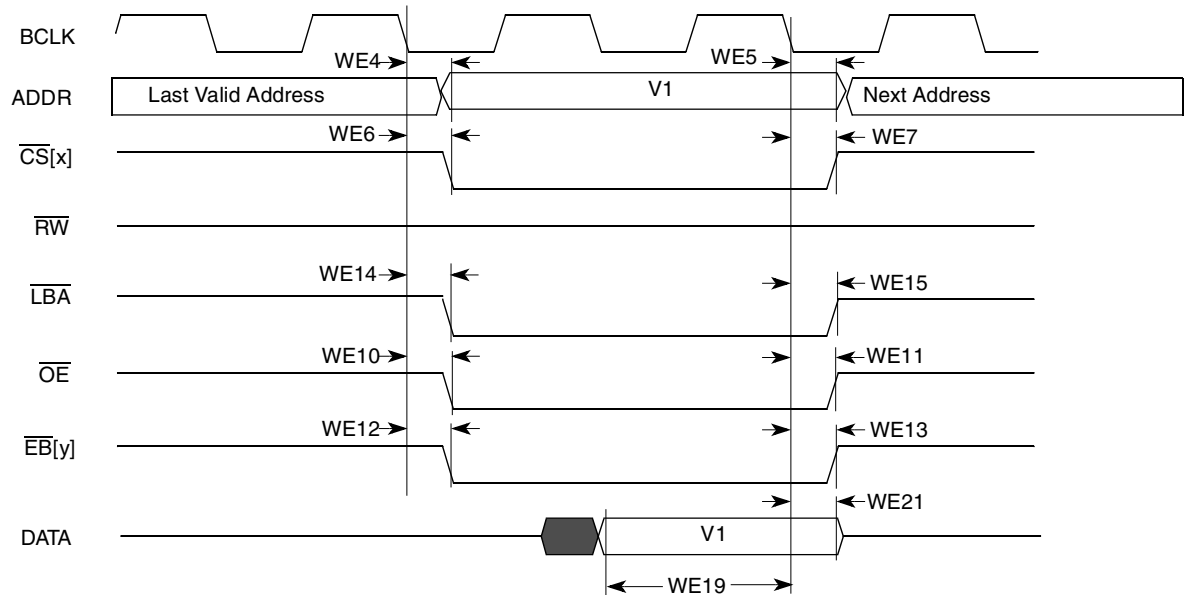 BCLK
WE4
WE5
ADDR
Last Valid Address
V1
Next Address
WE6
WE7
CS[x]
RW
WE14
WE15
LBA
WE10
WE11
OE
WE12
WE13
EB[y]
WE21
DATA
V1
WE19